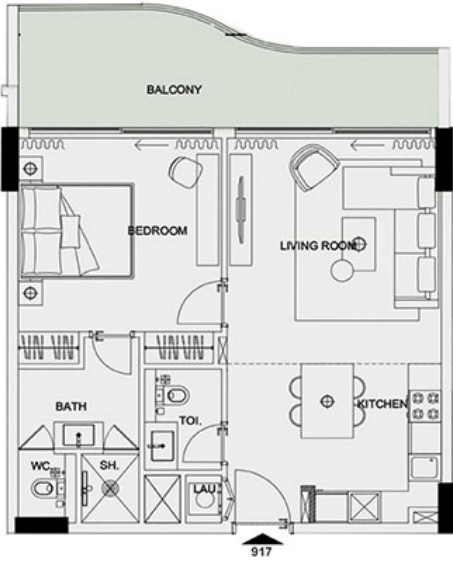 BALCONY
BEDROOM
LIVING ROOM
BATH
TOI.
KITCHEN
WC
SH.
LAU
917